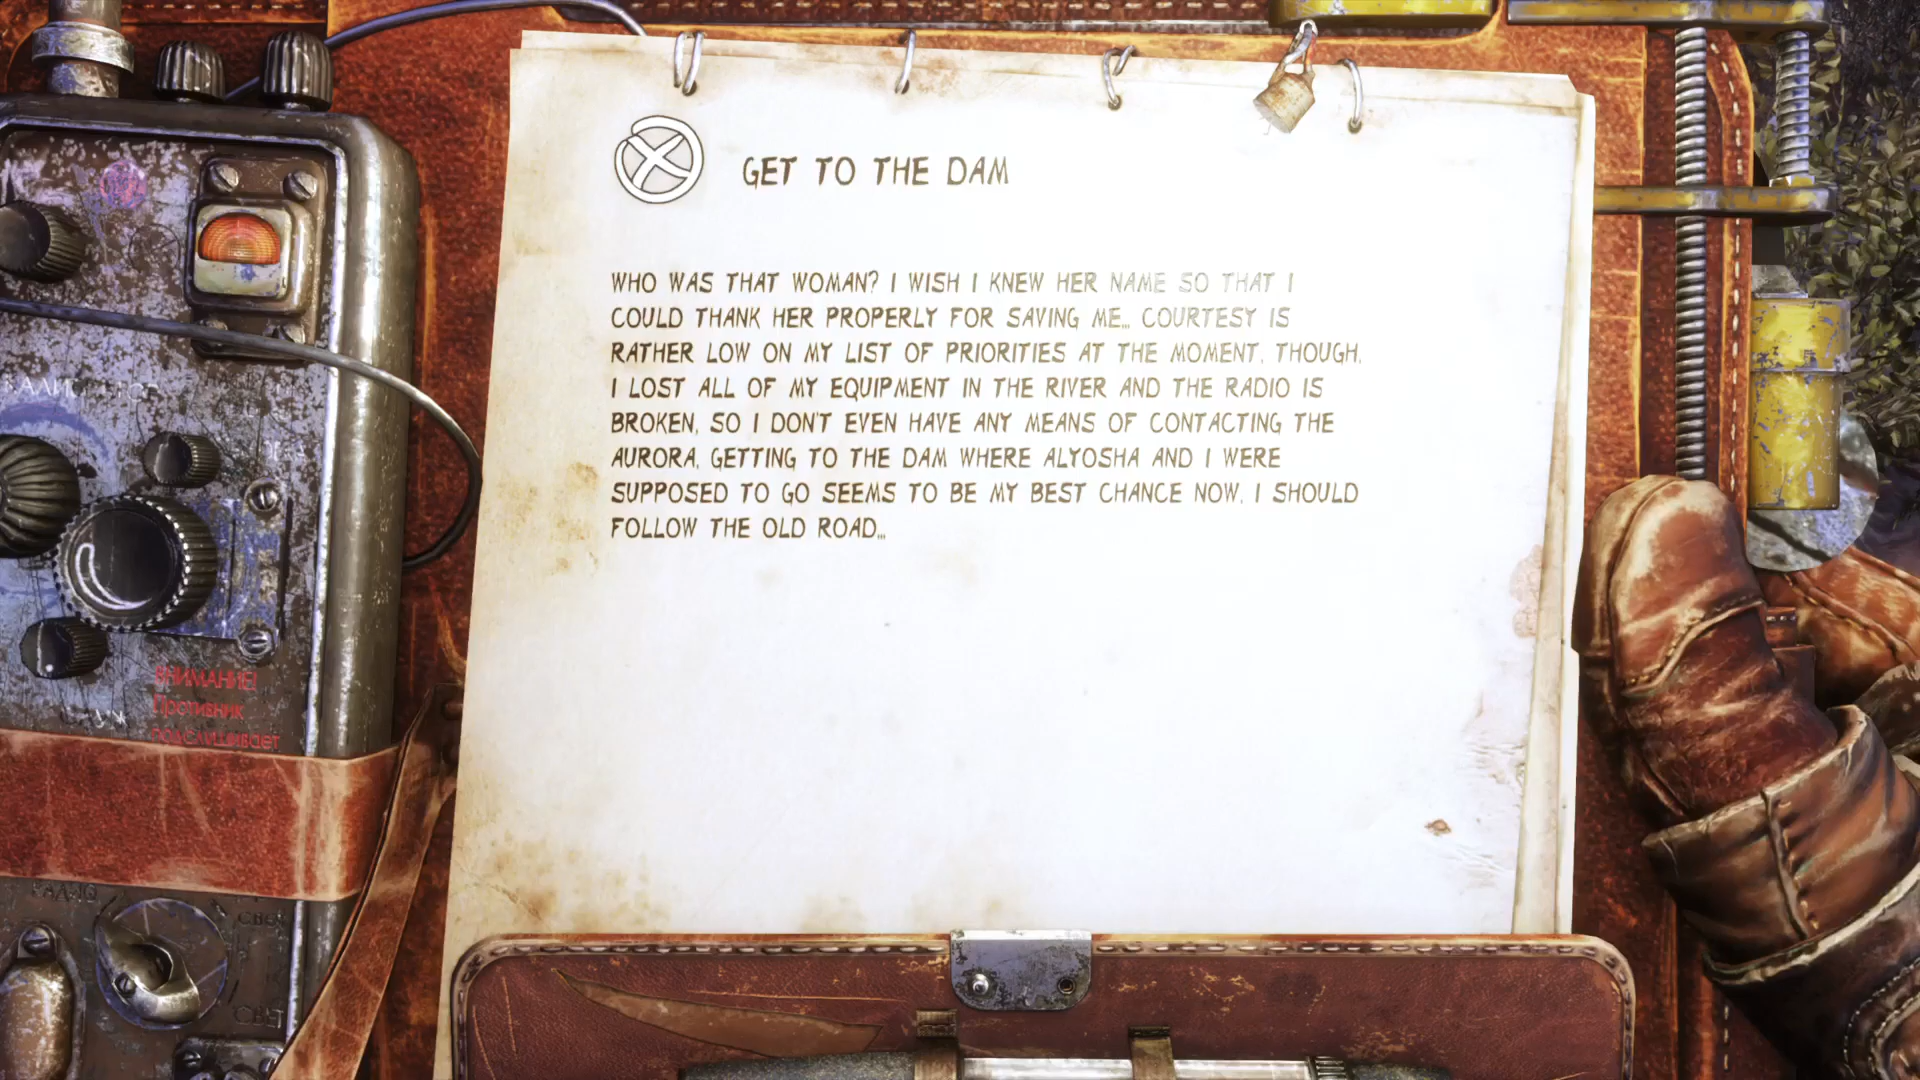 GET TO THE DAM
WHO WAS THAT WOMAN? I WISH I KNEW HER NAME SO THAT I
COULD THANK HER PROPERLY FOR SAVING ME... COURTESY IS
RATHER LOW ON MY LIST OF PRIORITIES AT THE MOMENT, THOUGH.
I LOST ALL OF MY EQUIPMENT IN THE RIVER AND THE RADIO IS
BROKEN, SO I DON'T EVEN HAVE ANY MEANS OF CONTACTING THE
AURORA. GETTING TO THE DAM WHERE ALYOSHA AND I WERE
SUPPOSED TO GO SEEMS TO BE MY BEST CHANCE NOW. I SHOULD
FOLLOW THE OLD ROAD...
ВНИМАНИЕ!
Противник
подслушивает
РАДИО